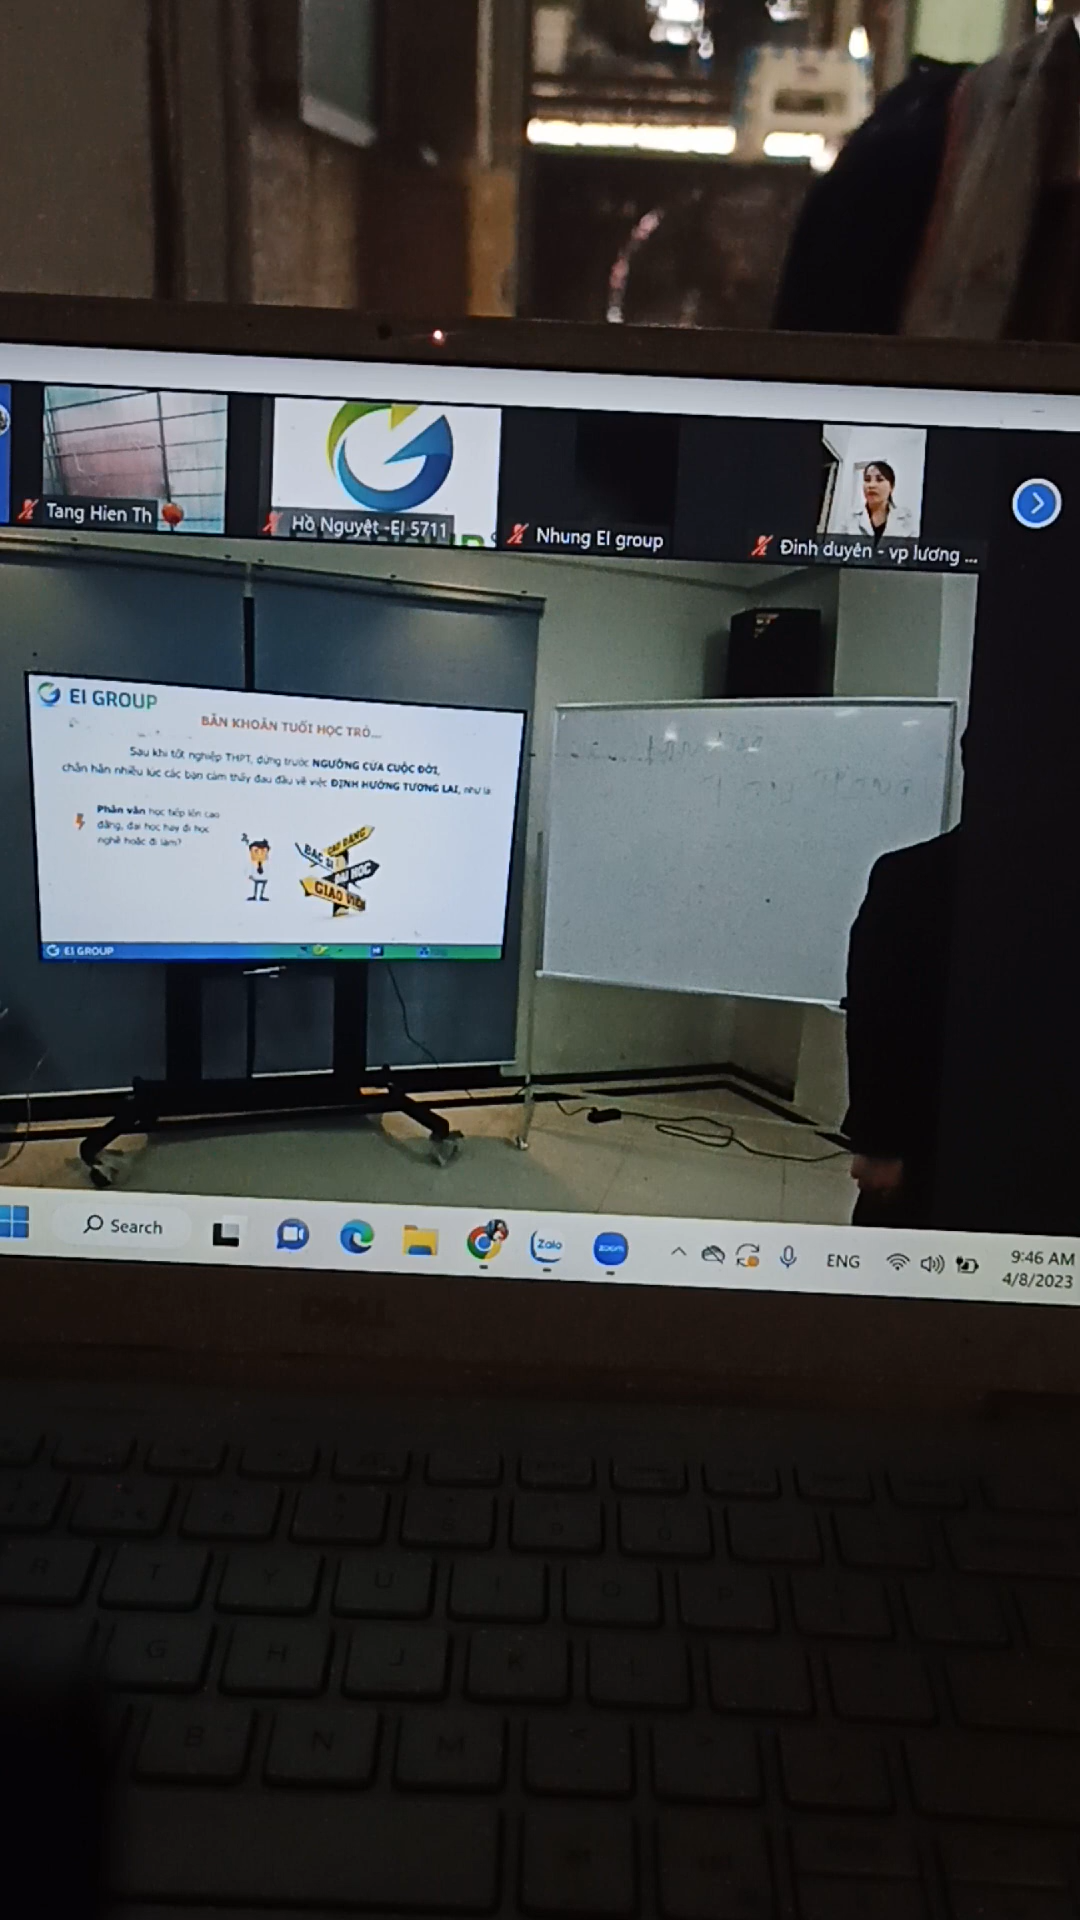 Tang Hien Th
Hồ Nguyệt -EI 5711
Nhung EI group
Đinh duyên - vp lương ...
EI GROUP
BĂN KHOĂN TUỔI HỌC TRÒ...
Sau khi tốt nghiệp THPT, đứng trước NGƯỠNG CỬA CUỘC ĐỜI,
chắn hẳn nhiều lúc các bạn cảm thấy đau đầu về việc ĐỊNH HƯỚNG TƯƠNG LAI, như là
Phân vân học tiếp lên cao
đẳng, đại học hay đi học
nghề hoặc đi làm?
CAO ĐẲNG
BÁC SĨ
ĐẠI HỌC
GIÁO VIÊN
EI GROUP
Search
Zalo
zoom
ENG
9:46 AM
4/8/2023
DELL
R T Y U I O P
G H J K L
B N M